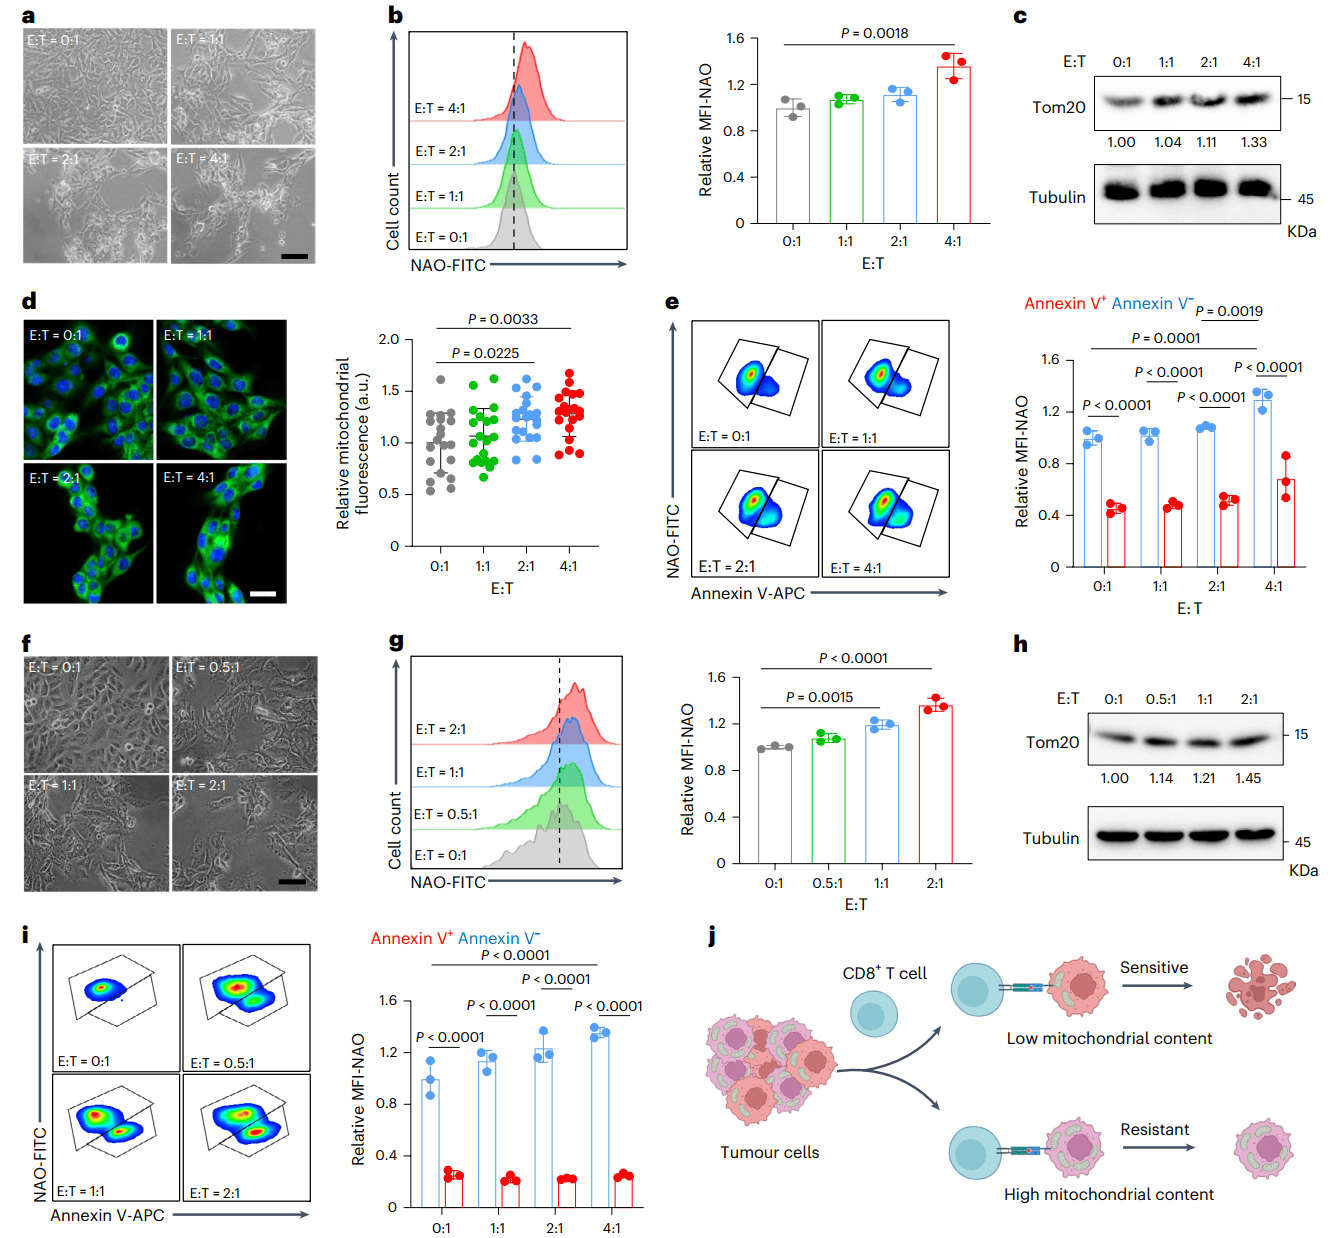 a
E:T = 0:1
E:T = 1:1
E:T = 2:1
E:T = 4:1
b
E:T = 4:1
E:T = 2:1
E:T = 1:1
E:T = 0:1
Cell count
NAO-FITC
P = 0.0018
1.6
1.2
0.8
0.4
0
Relative MFI-NAO
0:1 1:1 2:1 4:1
E:T
c
E:T 0:1 1:1 2:1 4:1
Tom20 15
1.00 1.04 1.11 1.33
Tubulin 45
KDa
d
E:T = 0:1
E:T = 1:1
E:T = 2:1
E:T = 4:1
P = 0.0033
P = 0.0225
2.0
1.5
1.0
0.5
0
Relative mitochondrial
fluorescence (a.u.)
0:1 1:1 2:1 4:1
E:T
e
E:T = 0:1
E:T = 1:1
E:T = 2:1
E:T = 4:1
NAO-FITC
Annexin V-APC
Annexin V+ Annexin V−
P = 0.0019
P = 0.0001
P < 0.0001
P < 0.0001
P < 0.0001
P < 0.0001
1.6
1.2
0.8
0.4
0
Relative MFI-NAO
0:1 1:1 2:1 4:1
E:T
f
E:T = 0:1
E:T = 0.5:1
E:T = 1:1
E:T = 2:1
g
E:T = 2:1
E:T = 1:1
E:T = 0.5:1
E:T = 0:1
Cell count
NAO-FITC
P < 0.0001
P = 0.0015
1.6
1.2
0.8
0.4
0
Relative MFI-NAO
0:1 0.5:1 1:1 2:1
E:T
h
E:T 0:1 0.5:1 1:1 2:1
Tom20 15
1.00 1.14 1.21 1.45
Tubulin 45
KDa
i
E:T = 0:1
E:T = 0.5:1
E:T = 1:1
E:T = 2:1
NAO-FITC
Annexin V-APC
Annexin V+ Annexin V−
P < 0.0001
P < 0.0001
P < 0.0001
P < 0.0001
P < 0.0001
1.6
1.2
0.8
0.4
0
Relative MFI-NAO
0:1 1:1 2:1 4:1
j
CD8+ T cell
Sensitive
Low mitochondrial content
Tumour cells
Resistant
High mitochondrial content